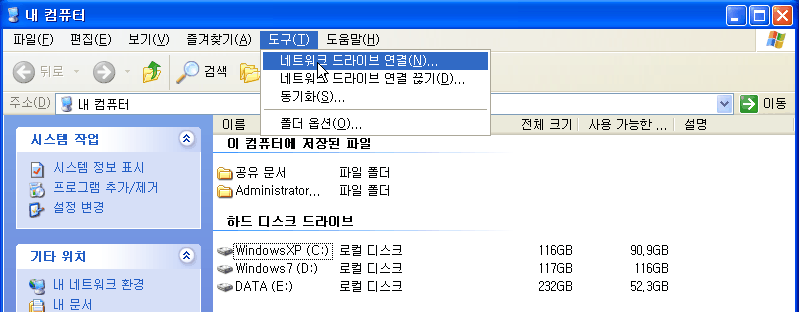 내 컴퓨터
파일(F) 편집(E) 보기(V) 즐겨찾기(A) 도구(T) 도움말(H)
네트워크 드라이브 연결(N)...
네트워크 드라이브 연결 끊기(D)...
동기화(S)...
폴더 옵션(O)...
뒤로 검색
주소(D) 내 컴퓨터 이동
이름 전체 크기 사용 가능한 ... 설명
시스템 작업
시스템 정보 표시
프로그램 추가/제거
설정 변경
기타 위치
내 네트워크 환경
내 문서
이 컴퓨터에 저장된 파일
공유 문서 파일 폴더
Administrator... 파일 폴더
하드 디스크 드라이브
WindowsXP (C:) 로컬 디스크 116GB 90,9GB
Windows7 (D:) 로컬 디스크 117GB 116GB
DATA (E:) 로컬 디스크 232GB 52,3GB